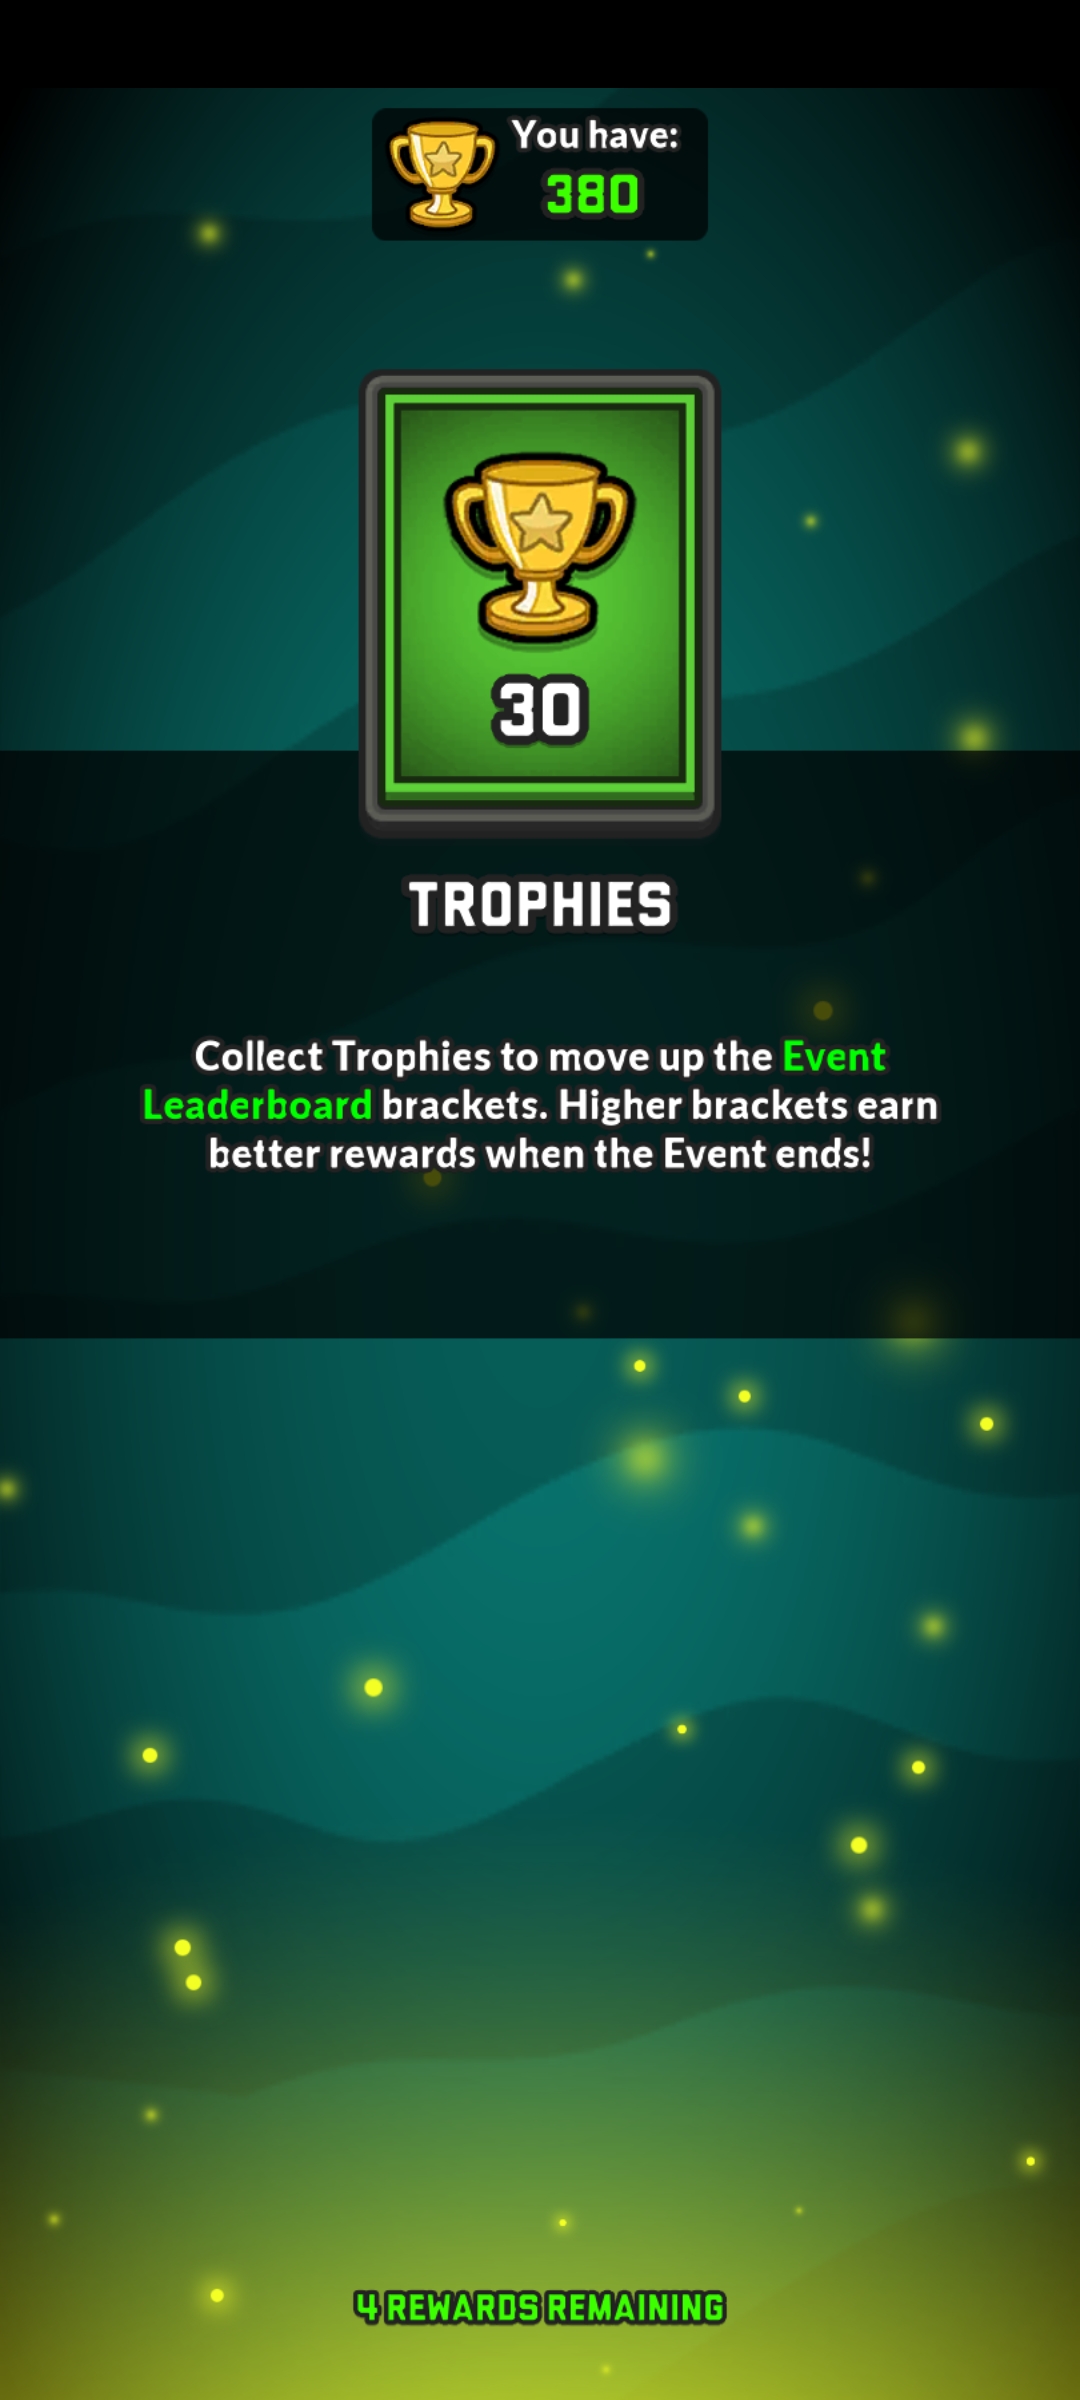 You have:
380
30
TROPHIES
Collect Trophies to move up the Event
Leaderboard brackets. Higher brackets earn
better rewards when the Event ends!
4 REWARDS REMAINING